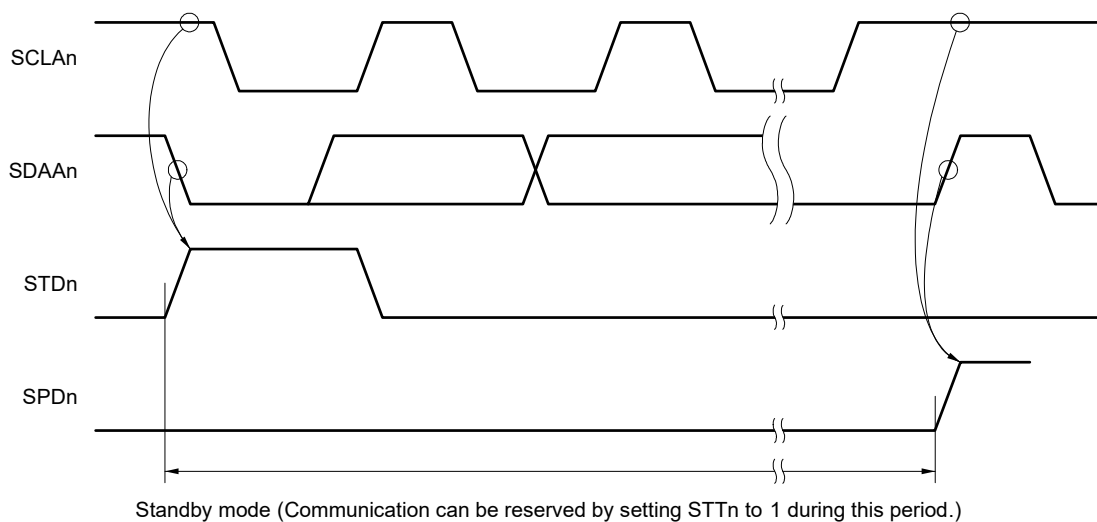 SCLAn
SDAAn
STDn
SPDn
Standby mode (Communication can be reserved by setting STTn to 1 during this period.)